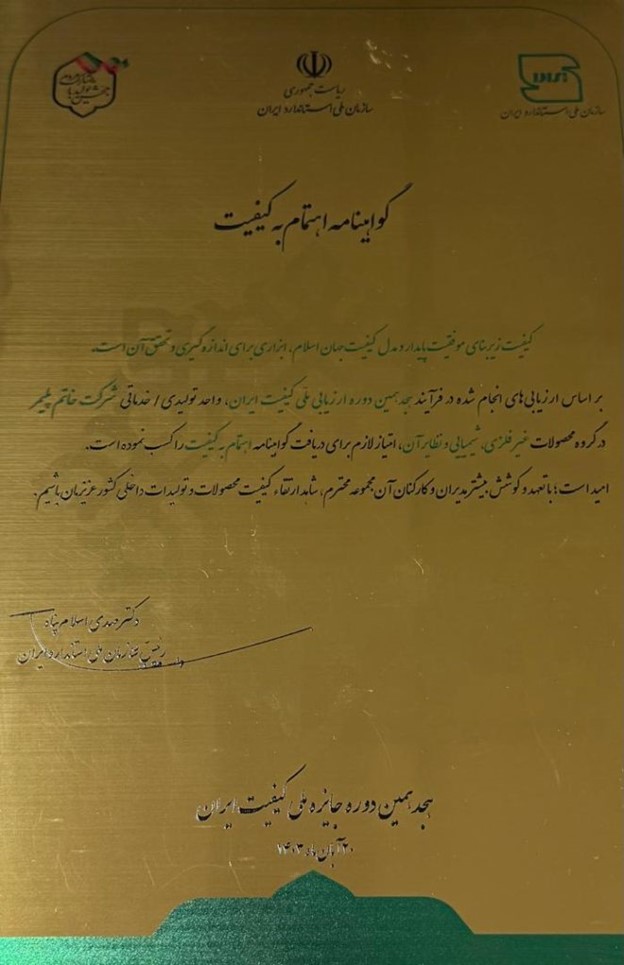 ریاست جمهوری
سازمان ملی استاندارد ایران
سازمان ملی استاندارد ایران
گواهینامه اهتمام به کیفیت
کیفیت زیربنای موفقیت پایدار و مدل کیفیت جهان اسلام، ابزاری برای اندازه گیری و تحقق آن است.
بر اساس ارزیابی های انجام شده در فرآیند هجدهمین دوره ارزیابی ملی کیفیت ایران، واحد تولیدی / خدماتی شرکت خاتم پلیمر
در گروه محصولات غیر فلزی، شیمیایی و نظایر آن، امتیاز لازم برای دریافت گواهینامه اهتمام به کیفیت را کسب نموده است.
امید است؛ با تعهد و کوشش بیشتر مدیران و کارکنان آن مجموعه محترم، شاهد ارتقاء کیفیت محصولات و تولیدات داخلی کشور عزیزمان باشیم.
دکتر مهدی اسلام پناه
رئیس سازمان ملی استاندارد ایران
هجدهمین دوره جایزه ملی کیفیت ایران
۲۰ آبان ماه ۱۴۰۳